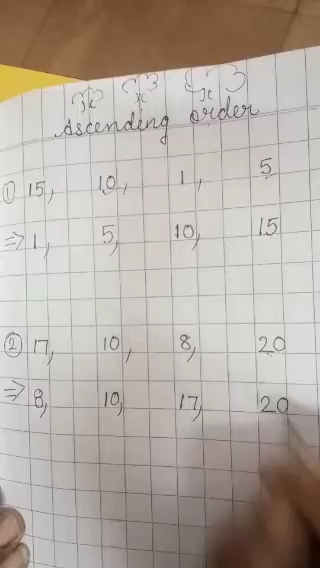 Ascending order
① 15, 10, 1, 5
⇒ 1, 5, 10, 15
② 17, 10, 8, 20
⇒ 8, 10, 17, 20